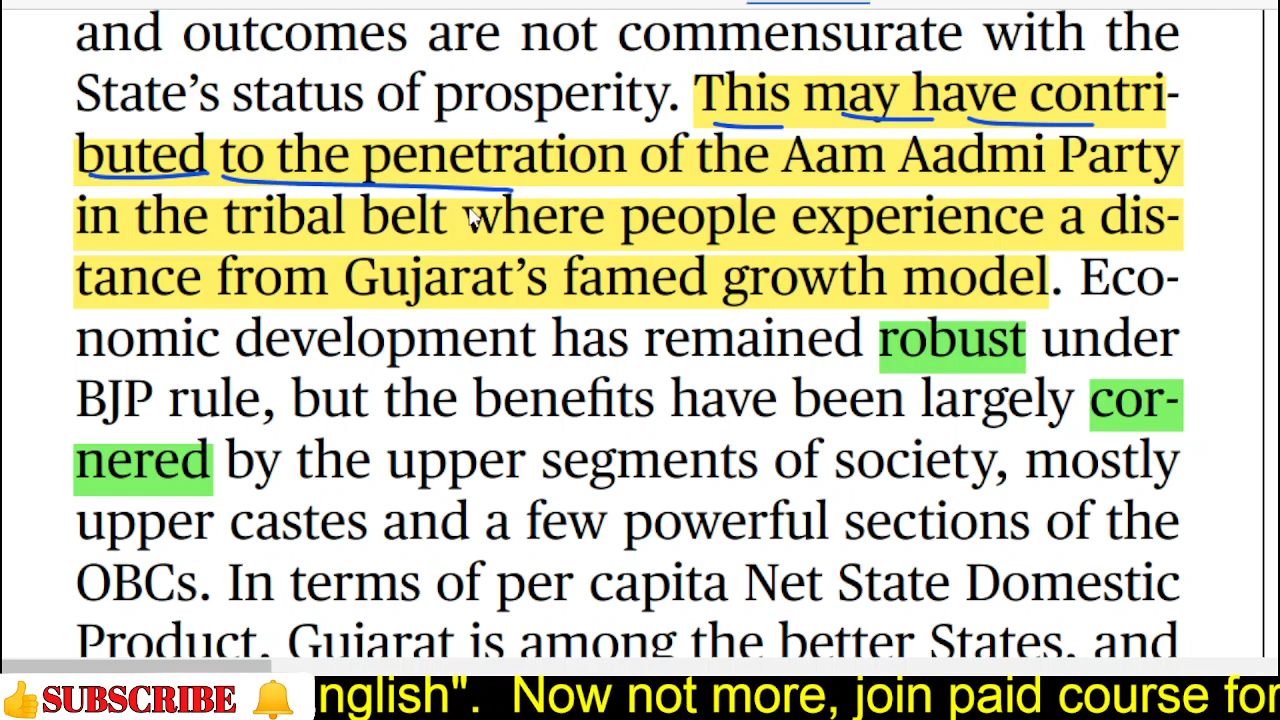 and outcomes are not commensurate with the
State’s status of prosperity. This may have contri-
buted to the penetration of the Aam Aadmi Party
in the tribal belt where people experience a dis-
tance from Gujarat’s famed growth model. Eco-
nomic development has remained robust under
BJP rule, but the benefits have been largely cor-
nered by the upper segments of society, mostly
upper castes and a few powerful sections of the
OBCs. In terms of per capita Net State Domestic
Product, Gujarat is among the better States, and
SUBSCRIBE nglish". Now not more, join paid course for